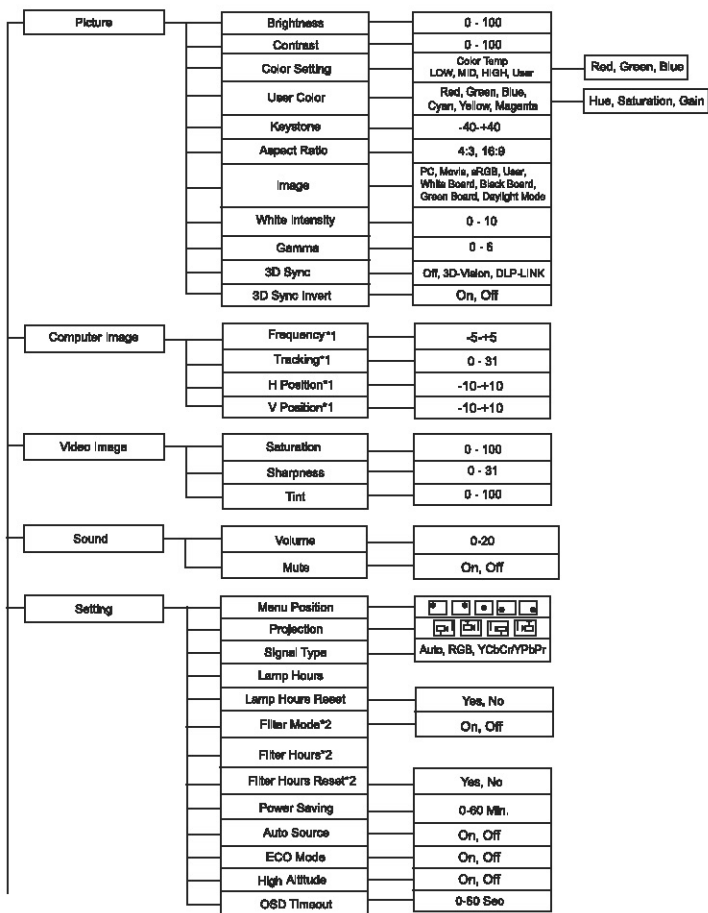 Picture
Brightness
0 - 100
Contrast
0 - 100
Color Setting
Color Temp
LOW, MID, HIGH, User
Red, Green, Blue
User Color
Red, Green, Blue,
Cyan, Yellow, Magenta
Hue, Saturation, Gain
Keystone
-40-+40
Aspect Ratio
4:3, 16:9
Image
PC, Movie, sRGB, User,
White Board, Black Board,
Green Board, Daylight Mode
White Intensity
0 - 10
Gamma
0 - 6
3D Sync
Off, 3D-Vision, DLP-LINK
3D Sync Invert
On, Off
Computer Image
Frequency*1
-5-+5
Tracking*1
0 - 31
H Position*1
-10-+10
V Position*1
-10-+10
Video Image
Saturation
0 - 100
Sharpness
0 - 31
Tint
0 - 100
Sound
Volume
0-20
Mute
On, Off
Setting
Menu Position
Projection
Signal Type
Auto, RGB, YCbCr/YPbPr
Lamp Hours
Lamp Hours Reset
Yes, No
Filter Mode*2
On, Off
Filter Hours*2
Filter Hours Reset*2
Yes, No
Power Saving
0-60 Min.
Auto Source
On, Off
ECO Mode
On, Off
High Altitude
On, Off
OSD Timeout
0-60 Sec